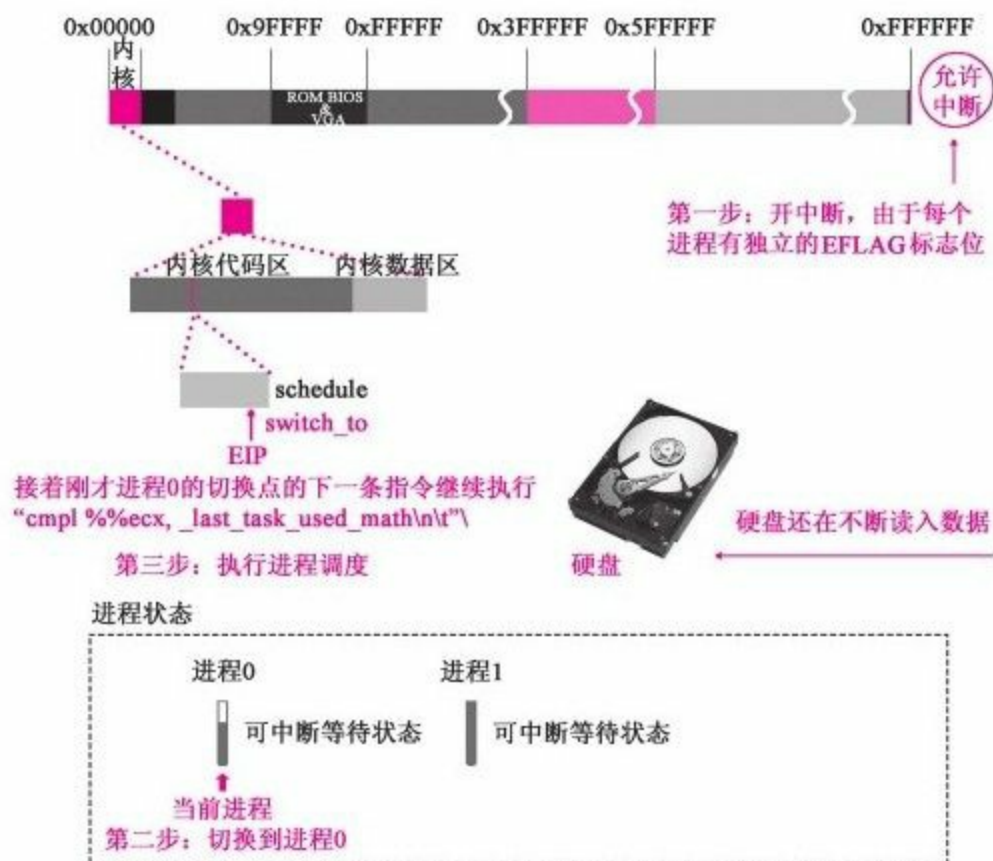 0x00000 0x9FFFF 0xFFFFF 0x3FFFFF 0x5FFFFF 0xFFFFFF
内
核
ROM BIOS
&
VGA
允许
中断
第一步：开中断，由于每个
进程有独立的EFLAG标志位
内核代码区 内核数据区
schedule
switch_to
EIP
接着刚才进程0的切换点的下一条指令继续执行
“cmpl %%ecx, _last_task_used_math\n\t”\
第三步：执行进程调度
硬盘
硬盘还在不断读入数据
进程状态
进程0 进程1
可中断等待状态 可中断等待状态
当前进程
第二步：切换到进程0